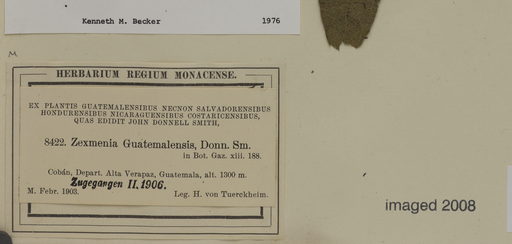 Kenneth M. Becker 1976
M
HERBARIUM REGIUM MONACENSE.
EX PLANTIS GUATEMALENSIBUS NECNON SALVADORENSIBUS
HONDURENSIBUS NICARAGUENSIBUS COSTARICENSIBUS,
QUAS EDIDIT JOHN DONNELL SMITH,
8422. Zexmenia Guatemalensis, Donn. Sm.
in Bot. Gaz. xiii. 188.
Cobán, Depart. Alta Verapaz, Guatemala, alt. 1300 m.
Zugegangen II. 1906.
M. Febr. 1903. Leg. H. von Tuerckheim.
imaged 2008